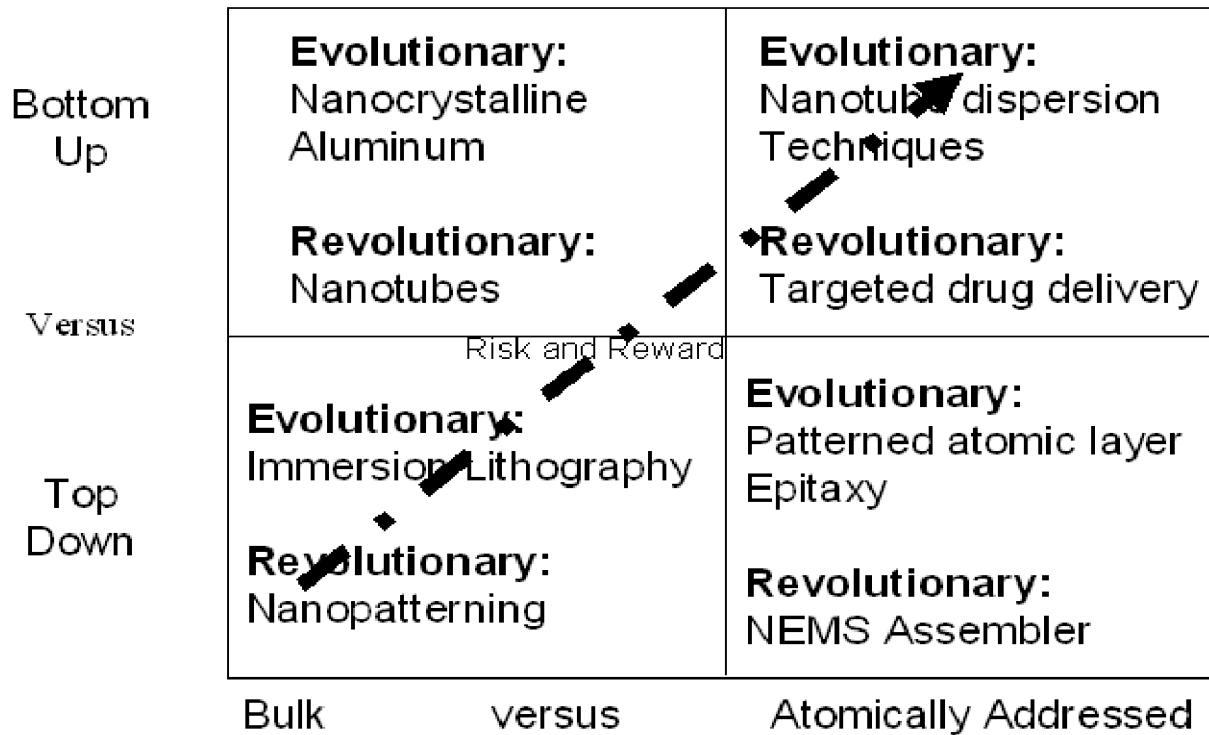 Bottom
Up
Evolutionary:
Nanocrystalline
Aluminum
Revolutionary:
Nanotubes
Evolutionary:
Nanotube dispersion
Techniques
Revolutionary:
Targeted drug delivery
Versus
Risk and Reward
Top
Down
Evolutionary:
Immersion Lithography
Revolutionary:
Nanopatterning
Evolutionary:
Patterned atomic layer
Epitaxy
Revolutionary:
NEMS Assembler
Bulk versus Atomically Addressed